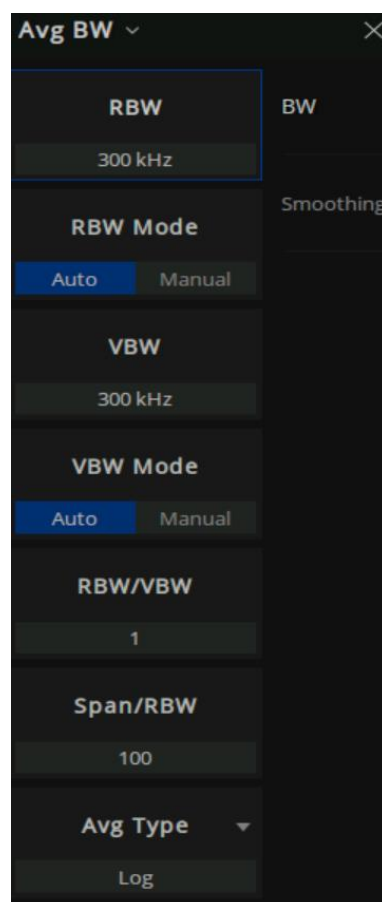 Avg BW
RBW
300 kHz
RBW Mode
Auto Manual
VBW
300 kHz
VBW Mode
Auto Manual
RBW/VBW
1
Span/RBW
100
Avg Type
Log
BW
Smoothing